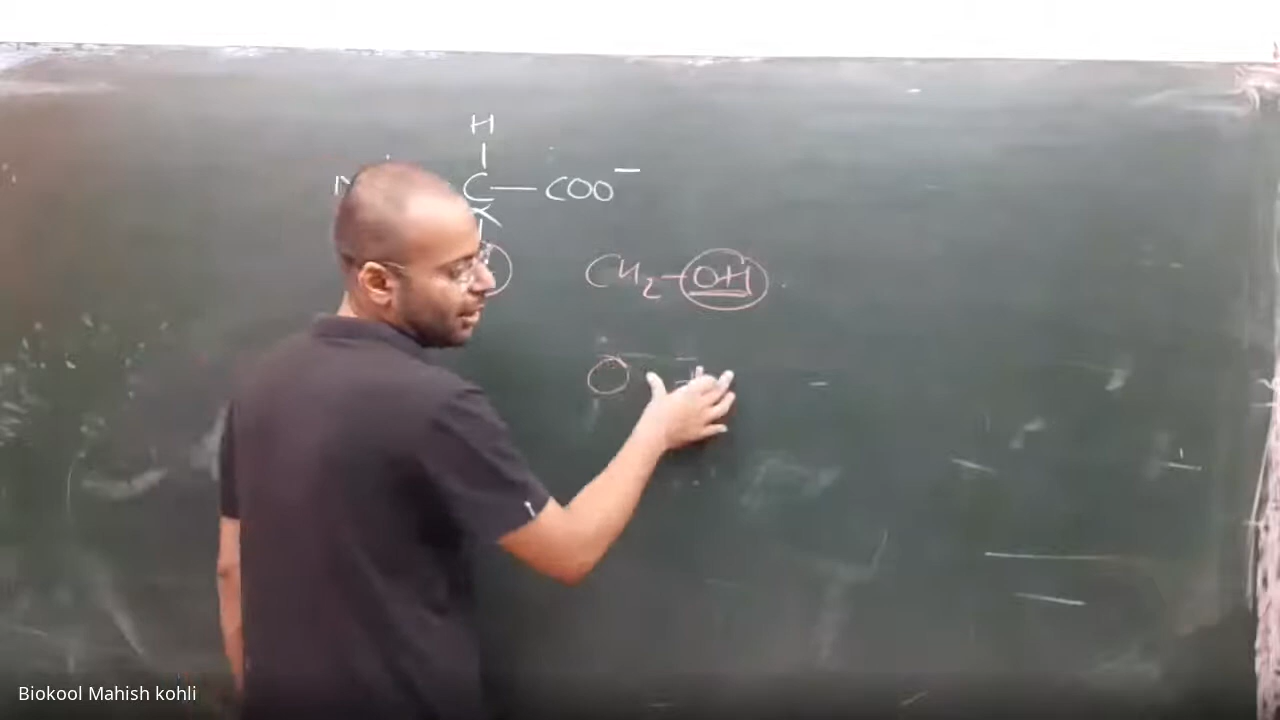 H
C — COO⁻
CH₂-OH
Biokool Mahish kohli